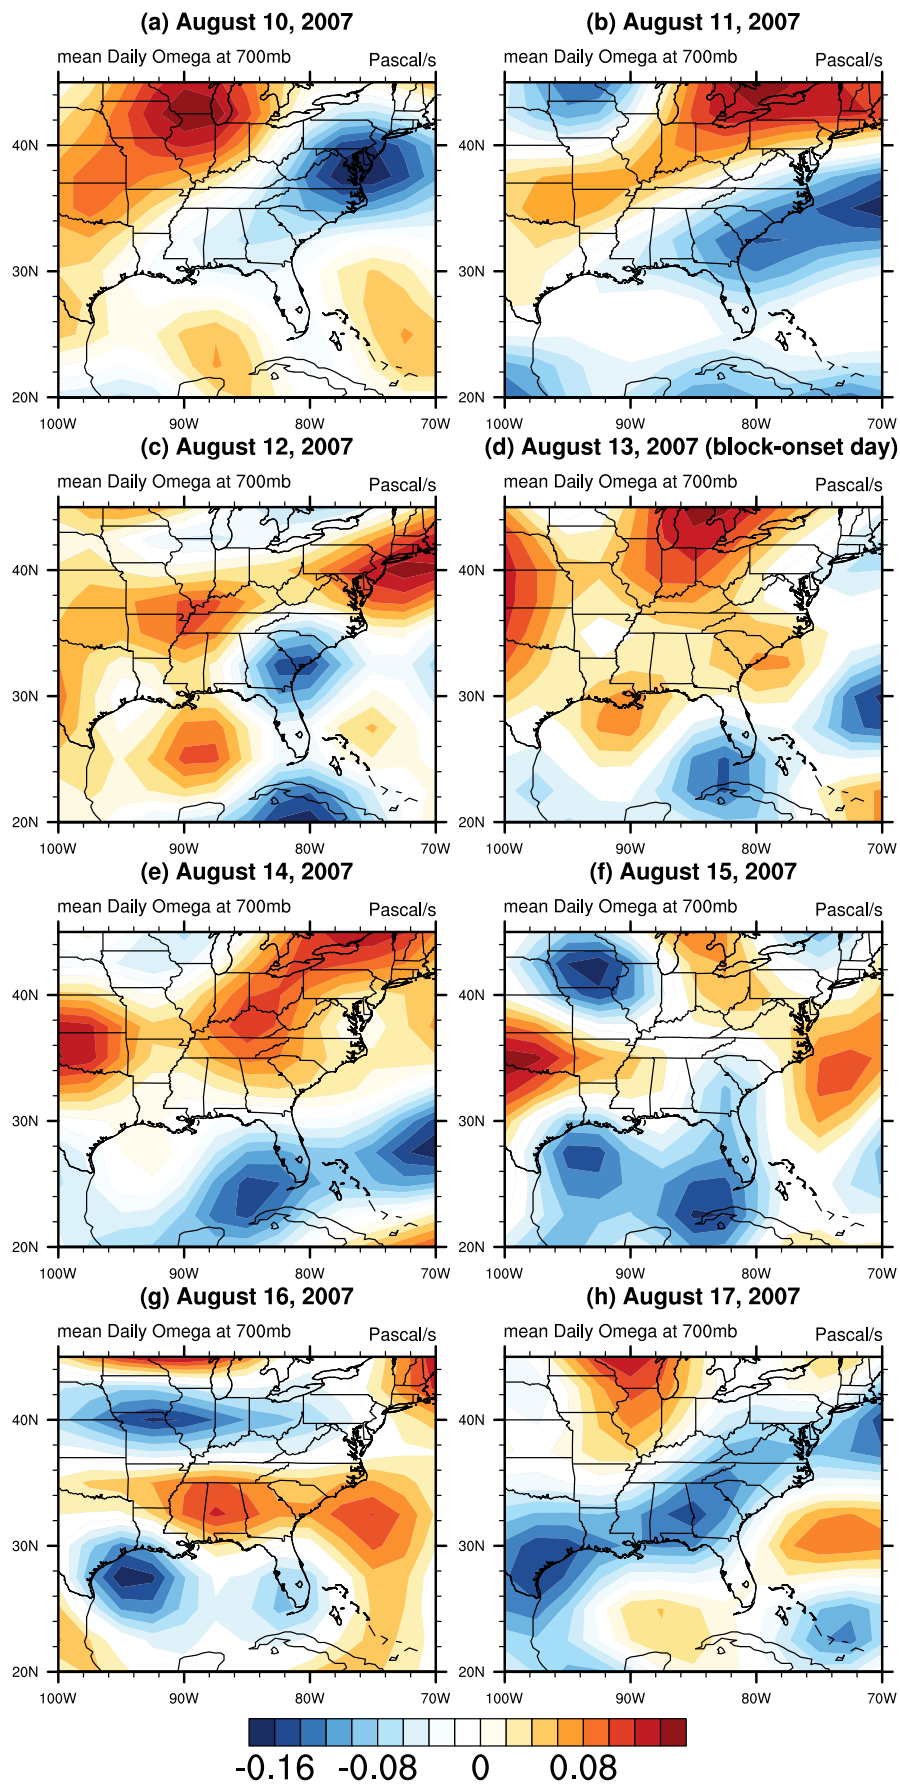 (a) August 10, 2007
mean Daily Omega at 700mb Pascal/s
40N
30N
20N
100W 90W 80W 70W
(b) August 11, 2007
mean Daily Omega at 700mb Pascal/s
40N
30N
20N
100W 90W 80W 70W
(c) August 12, 2007
mean Daily Omega at 700mb Pascal/s
40N
30N
20N
100W 90W 80W 70W
(d) August 13, 2007 (block-onset day)
mean Daily Omega at 700mb Pascal/s
40N
30N
20N
100W 90W 80W 70W
(e) August 14, 2007
mean Daily Omega at 700mb Pascal/s
40N
30N
20N
100W 90W 80W 70W
(f) August 15, 2007
mean Daily Omega at 700mb Pascal/s
40N
30N
20N
100W 90W 80W 70W
(g) August 16, 2007
mean Daily Omega at 700mb Pascal/s
40N
30N
20N
100W 90W 80W 70W
(h) August 17, 2007
mean Daily Omega at 700mb Pascal/s
40N
30N
20N
100W 90W 80W 70W
-0.16 -0.08 0 0.08